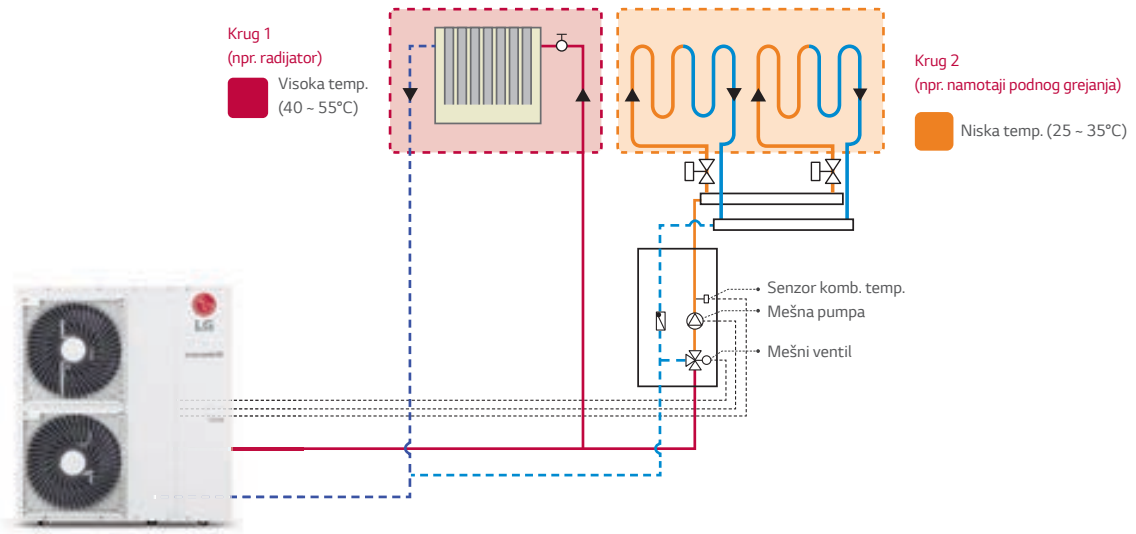 Krug 1
(npr. radijator)
Visoka temp.
(40 ~ 55°C)
Krug 2
(npr. namotaji podnog grejanja)
Niska temp. (25 ~ 35°C)
Senzor komb. temp.
Mešna pumpa
Mešni ventil
LG